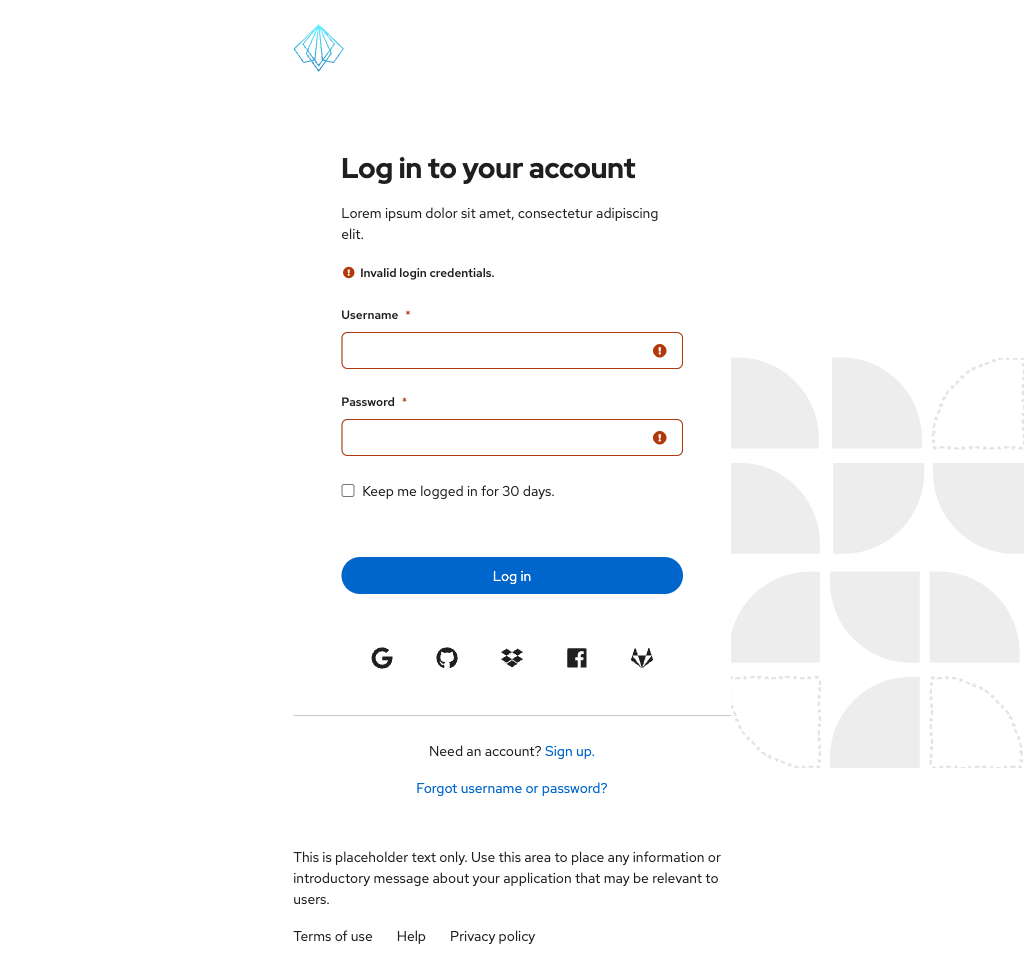 Log in to your account
Lorem ipsum dolor sit amet, consectetur adipiscing
elit.
Invalid login credentials.
Username *
Password *
Keep me logged in for 30 days.
Log in
Need an account? Sign up.
Forgot username or password?
This is placeholder text only. Use this area to place any information or
introductory message about your application that may be relevant to
users.
Terms of use Help Privacy policy